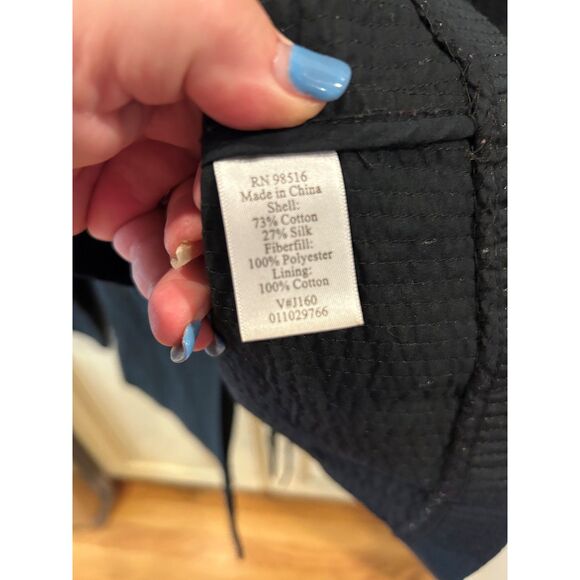 RN 98516
Made in China
Shell:
73% Cotton
27% Silk
Fiberfill:
100% Polyester
Lining:
100% Cotton
V#J160
011029766